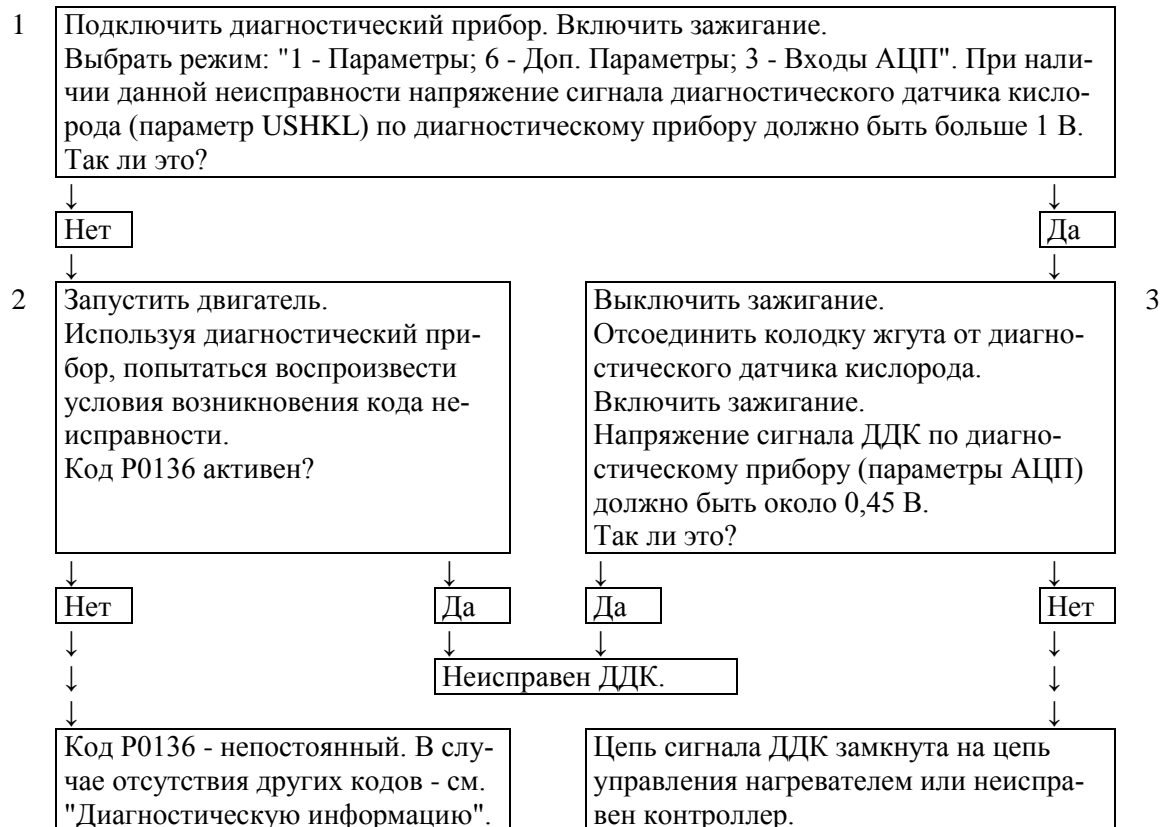 1
Подключить диагностический прибор. Включить зажигание.
Выбрать режим: "1 - Параметры; 6 - Доп. Параметры; 3 - Входы АЦП". При нали-
чии данной неисправности напряжение сигнала диагностического датчика кисло-
рода (параметр USHKL) по диагностическому прибору должно быть больше 1 В.
Так ли это?
↓ ↓
Нет Да
↓ ↓
2
Запустить двигатель.
Используя диагностический при-
бор, попытаться воспроизвести
условия возникновения кода не-
исправности.
Код Р0136 активен?
3
Выключить зажигание.
Отсоединить колодку жгута от диагно-
стического датчика кислорода.
Включить зажигание.
Напряжение сигнала ДДК по диагно-
стическому прибору (параметры АЦП)
должно быть около 0,45 В.
Так ли это?
↓ ↓ ↓ ↓
Нет Да Да Нет
↓ ↓ ↓ ↓
↓ Неисправен ДДК. ↓
↓ ↓
Код Р0136 - непостоянный. В слу-
чае отсутствия других кодов - см.
"Диагностическую информацию".
Цепь сигнала ДДК замкнута на цепь
управления нагревателем или неиспра-
вен контроллер.